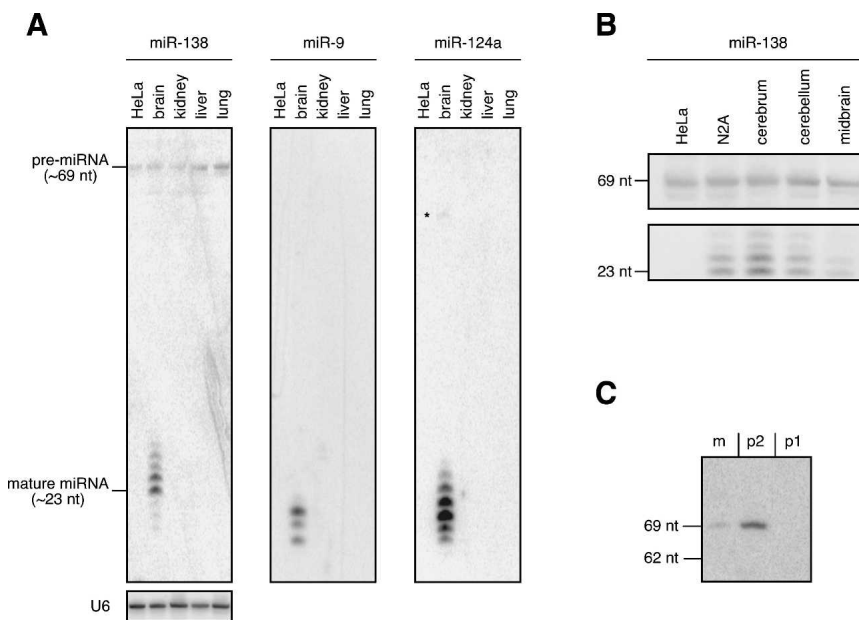 A
miR-138
miR-9
miR-124a
HeLa
brain
kidney
liver
lung
HeLa
brain
kidney
liver
lung
HeLa
brain
kidney
liver
lung
pre-miRNA
(~69 nt)
*
mature miRNA
(~23 nt)
U6
B
miR-138
HeLa
N2A
cerebrum
cerebellum
midbrain
69 nt
23 nt
C
m
p2
p1
69 nt
62 nt